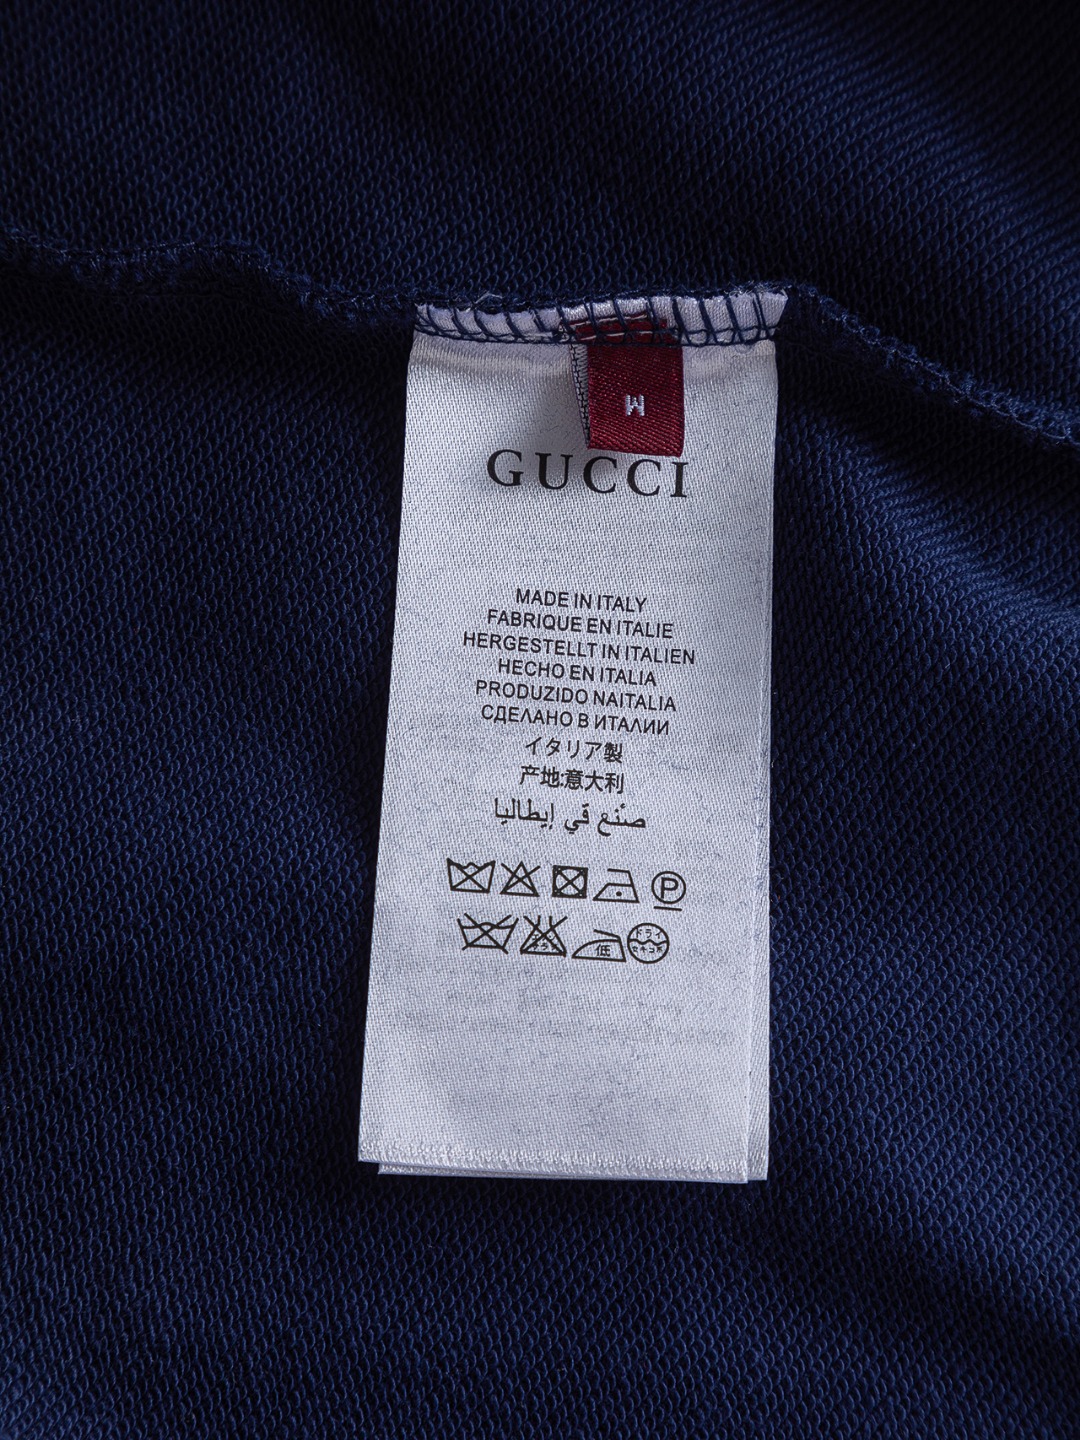 M
GUCCI
MADE IN ITALY
FABRIQUE EN ITALIE
HERGESTELLT IN ITALIEN
HECHO EN ITALIA
PRODUZIDO NAITALIA
СДЕЛАНО В ИТАЛИИ
イタリア製
产地:意大利
صنع في إيطاليا
P
低